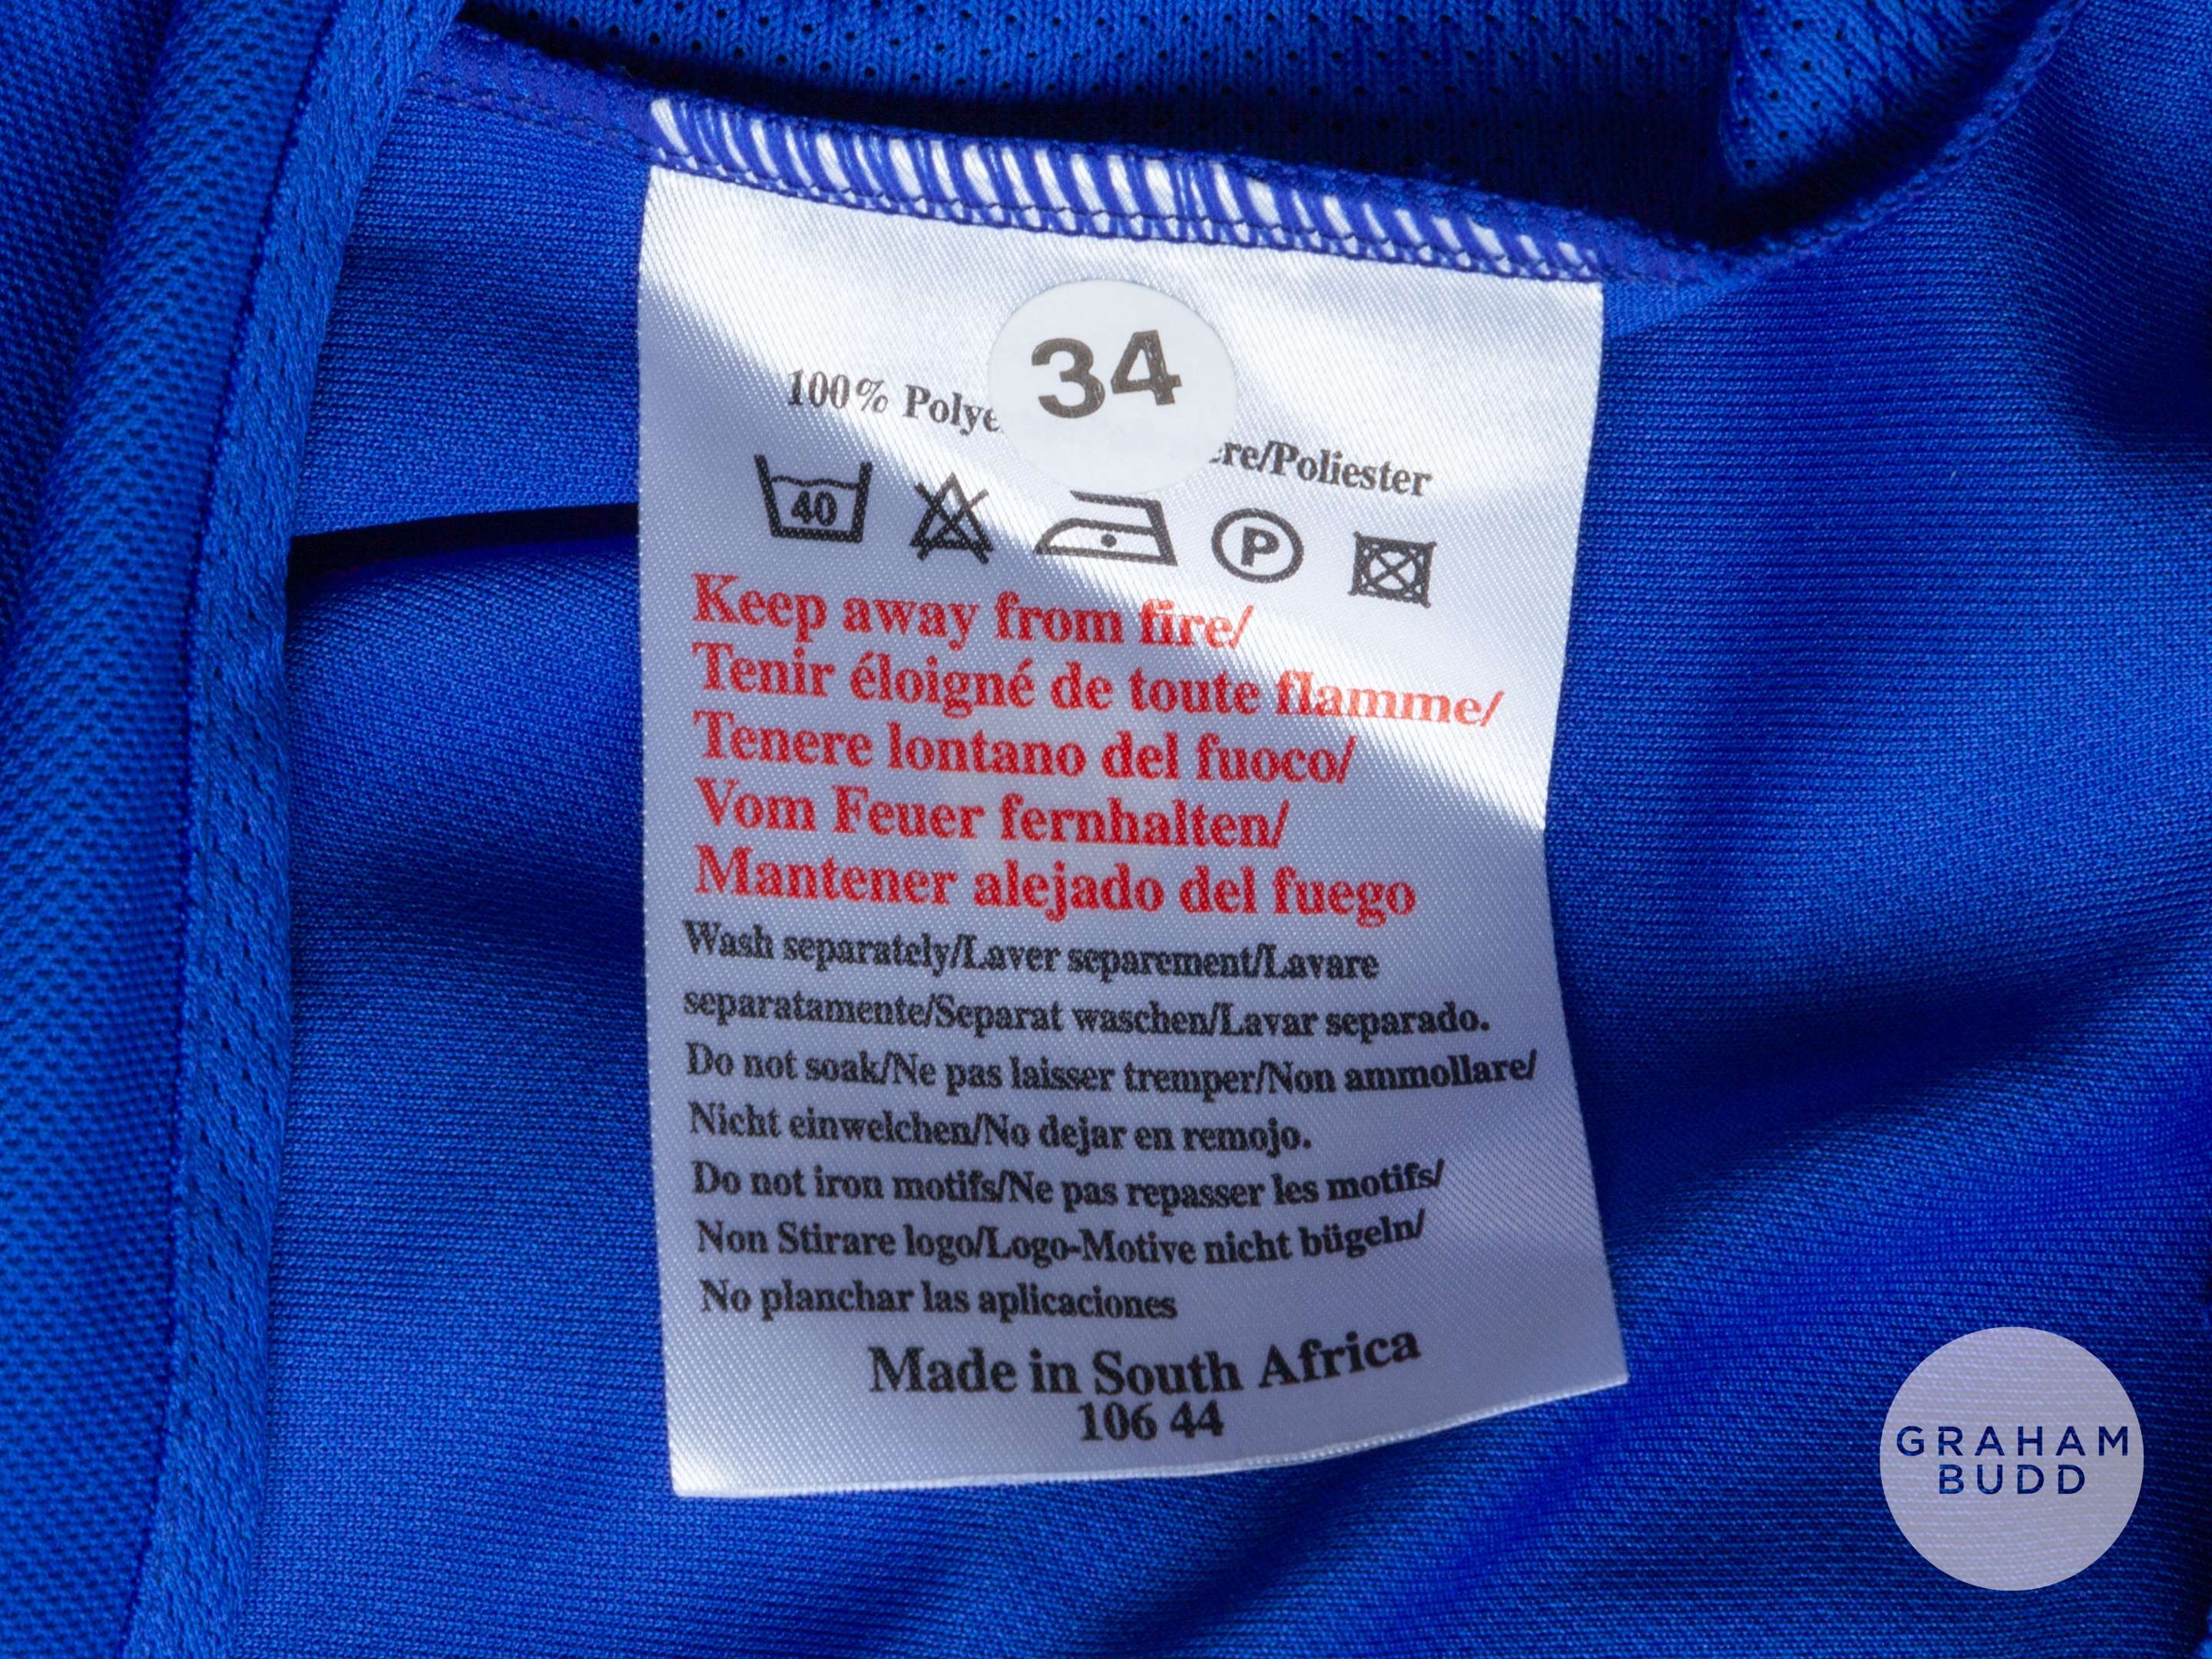 34
100% Polye
re/Poliester
40
P
Keep away from fire/
Tenir éloigné de toute flamme/
Tenere lontano del fuoco/
Vom Feuer fernhalten/
Mantener alejado del fuego
Wash separately/Laver separement/Lavare
separatamente/Separat waschen/Lavar separado.
Do not soak/Ne pas laisser tremper/Non ammollare/
Nicht einwelchen/No dejar en remojo.
Do not iron motifs/Ne pas repasser les motifs/
Non Stirare logo/Logo-Motive nicht bügeln/
No planchar las aplicaciones
Made in South Africa
106 44
GRAHAM
BUDD